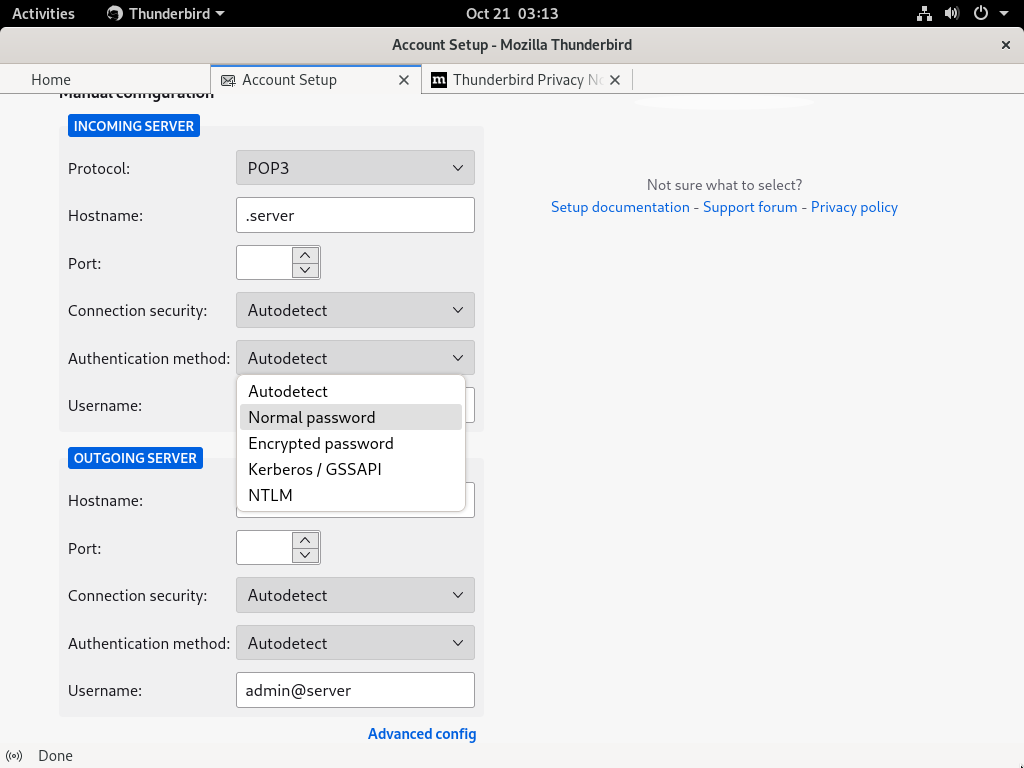 Activities Thunderbird Oct 21 03:13
Account Setup - Mozilla Thunderbird
Home Account Setup Thunderbird Privacy No
Manual configuration
INCOMING SERVER
Protocol: POP3
Hostname: .server
Port:
Connection security: Autodetect
Authentication method: Autodetect
Autodetect
Normal password
Encrypted password
Kerberos / GSSAPI
NTLM
Username:
OUTGOING SERVER
Hostname:
Port:
Connection security: Autodetect
Authentication method: Autodetect
Username: admin@server
Advanced config
Not sure what to select?
Setup documentation - Support forum - Privacy policy
Done